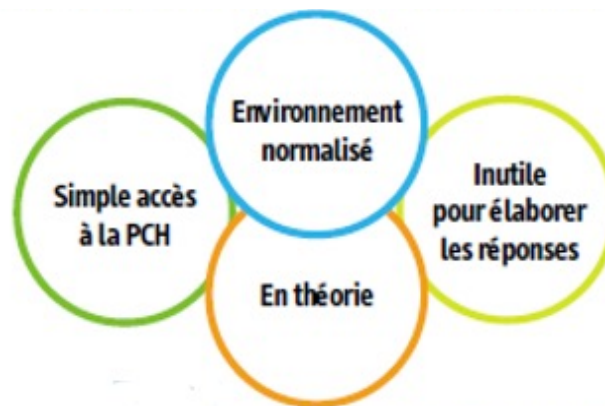 Environnement
normalisé
Simple accès
à la PCH
Inutile
pour élaborer
les réponses
En théorie